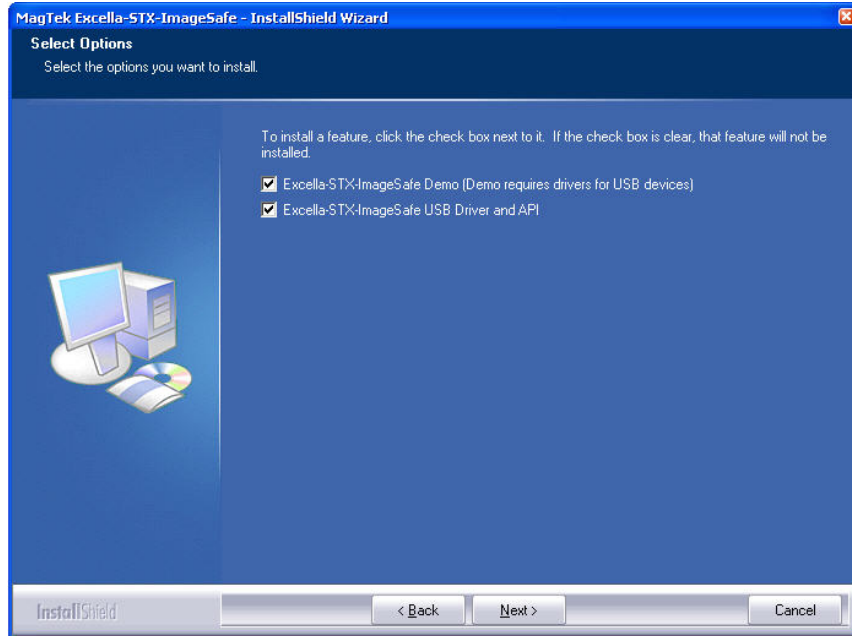 MagTek Excella-STX-ImageSafe - InstallShield Wizard
Select Options
Select the options you want to install.
To install a feature, click the check box next to it. If the check box is clear, that feature will not be
installed.
Excella-STX-ImageSafe Demo (Demo requires drivers for USB devices)
Excella-STX-ImageSafe USB Driver and API
InstallShield
< Back
Next >
Cancel